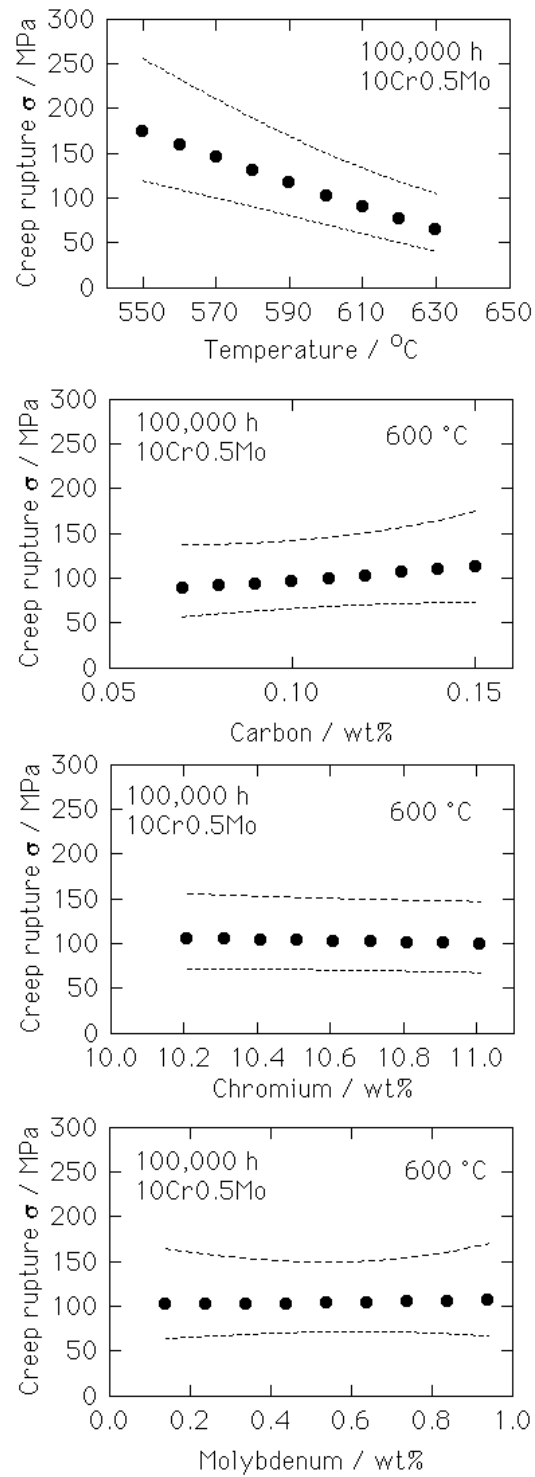 300
250
200
150
100
50
0
Creep rupture σ / MPa
100,000 h
10Cr0.5Mo
550 570 590 610 630 650
Temperature / °C
300
250
200
150
100
50
0
Creep rupture σ / MPa
100,000 h
10Cr0.5Mo
600 °C
0.05 0.10 0.15
Carbon / wt%
300
250
200
150
100
50
0
Creep rupture σ / MPa
100,000 h
10Cr0.5Mo
600 °C
10.0 10.2 10.4 10.6 10.8 11.0
Chromium / wt%
300
250
200
150
100
50
0
Creep rupture σ / MPa
100,000 h
10Cr0.5Mo
600 °C
0.0 0.2 0.4 0.6 0.8 1.0
Molybdenum / wt%